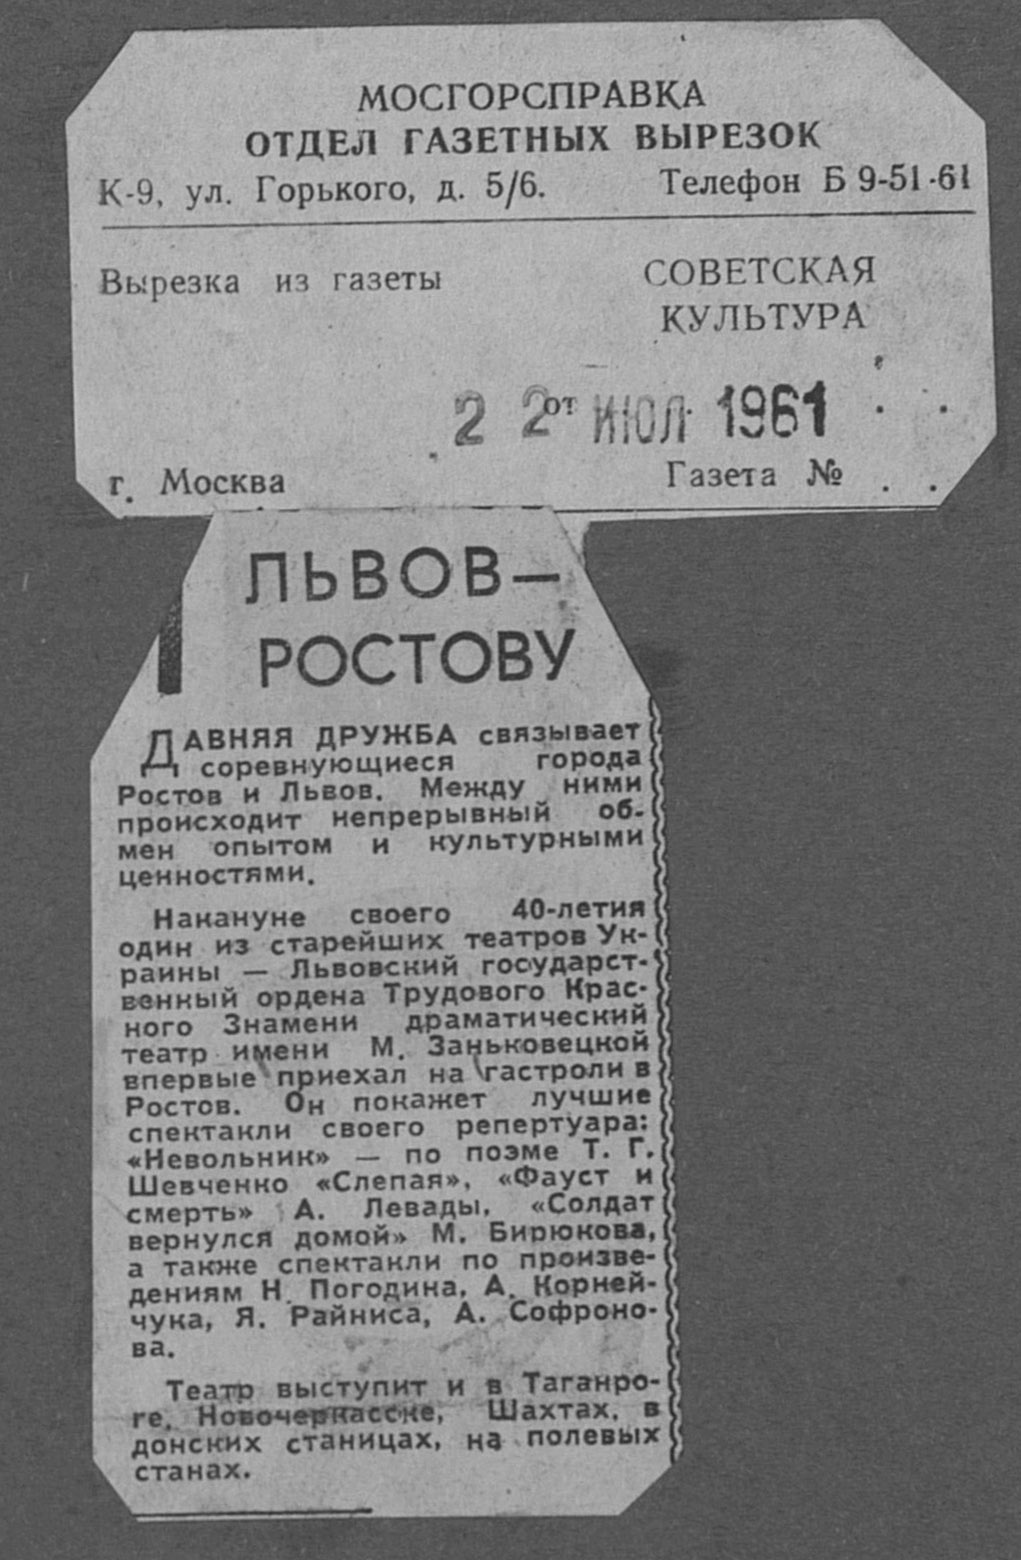 МОСГОРСПРАВКА
ОТДЕЛ ГАЗЕТНЫХ ВЫРЕЗОК
К-9, ул. Горького, д. 5/6. Телефон Б 9-51-61
Вырезка из газеты СОВЕТСКАЯ
КУЛЬТУРА
2 2 от ИЮЛ 1961
г. Москва Газета № . .
ЛЬВОВ—
РОСТОВУ
ДАВНЯЯ ДРУЖБА связывает
соревнующиеся города
Ростов и Львов. Между ними
происходит непрерывный об-
мен опытом и культурными
ценностями.
Накануне своего 40-летия
один из старейших театров Ук-
раины — Львовский государст-
венный ордена Трудового Крас-
ного Знамени драматический
театр имени М. Заньковецкой
впервые приехал на гастроли в
Ростов. Он покажет лучшие
спектакли своего репертуара:
«Невольник» — по поэме Т. Г.
Шевченко «Слепая», «Фауст и
смерть» А. Левады, «Солдат
вернулся домой» М. Бирюкова,
а также спектакли по произве-
дениям Н. Погодина, А. Корней-
чука, Я. Райниса, А. Софроно-
ва.
Театр выступит и в Таганро-
ге, Новочеркасске, Шахтах, в
донских станицах, на полевых
станах.